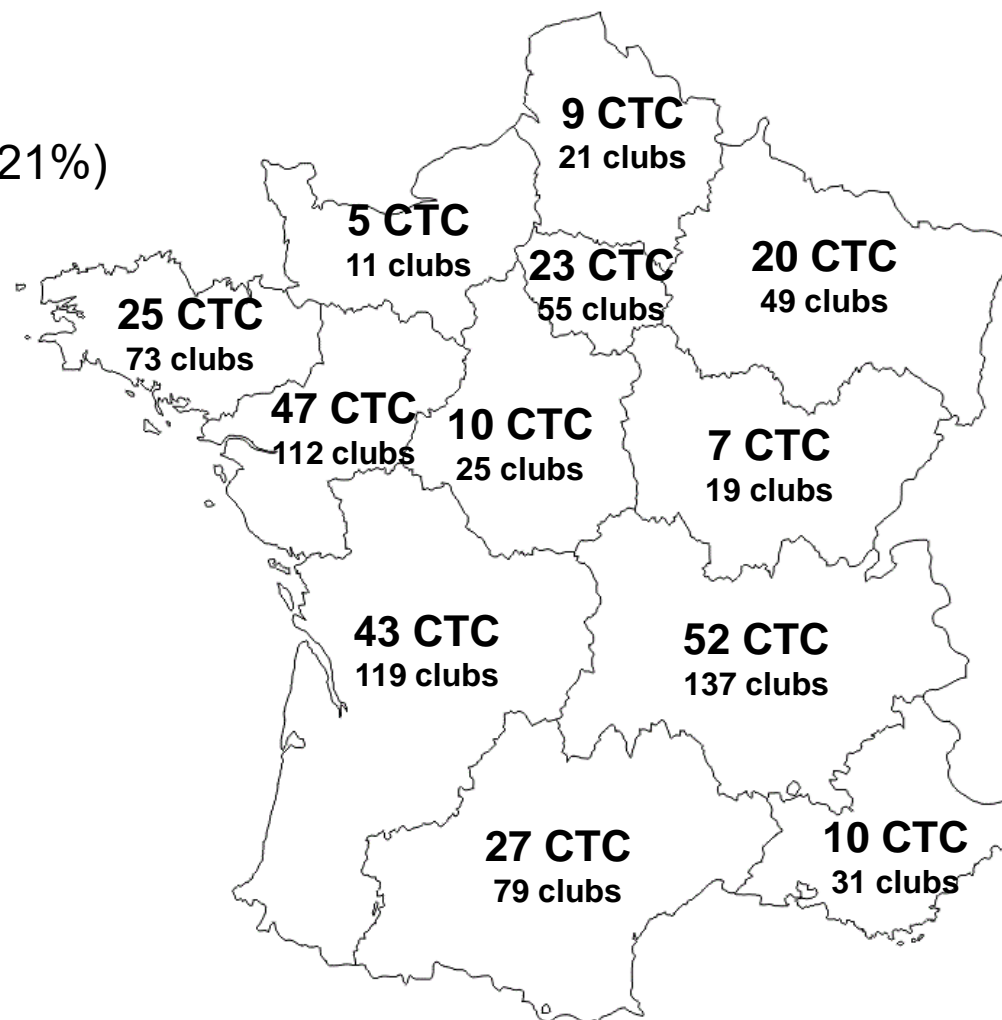 21%)
9 CTC
21 clubs
5 CTC
11 clubs
23 CTC
55 clubs
20 CTC
49 clubs
25 CTC
73 clubs
47 CTC
112 clubs
10 CTC
25 clubs
7 CTC
19 clubs
43 CTC
119 clubs
52 CTC
137 clubs
27 CTC
79 clubs
10 CTC
31 clubs